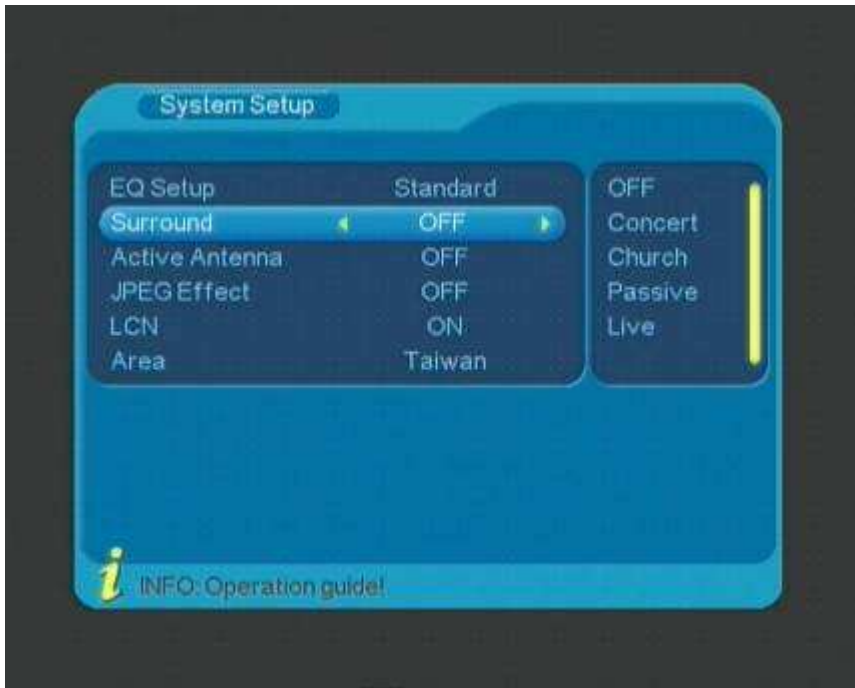 System Setup
EQ Setup Standard
Surround OFF
Active Antenna OFF
JPEG Effect OFF
LCN ON
Area Taiwan
OFF
Concert
Church
Passive
Live
INFO: Operation guide!